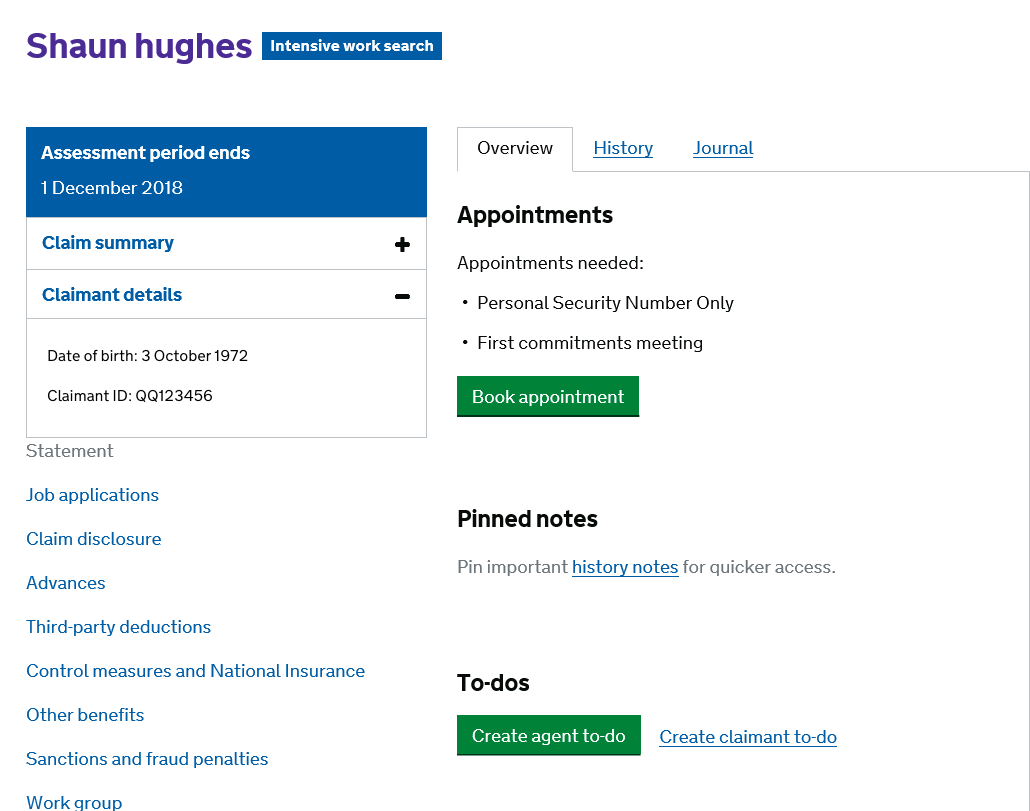 Shaun hughes Intensive work search
Assessment period ends
1 December 2018
Claim summary
Claimant details
Date of birth: 3 October 1972
Claimant ID: QQ123456
Statement
Job applications
Claim disclosure
Advances
Third-party deductions
Control measures and National Insurance
Other benefits
Sanctions and fraud penalties
Work group
Overview History Journal
Appointments
Appointments needed:
• Personal Security Number Only
• First commitments meeting
Book appointment
Pinned notes
Pin important history notes for quicker access.
To-dos
Create agent to-do Create claimant to-do